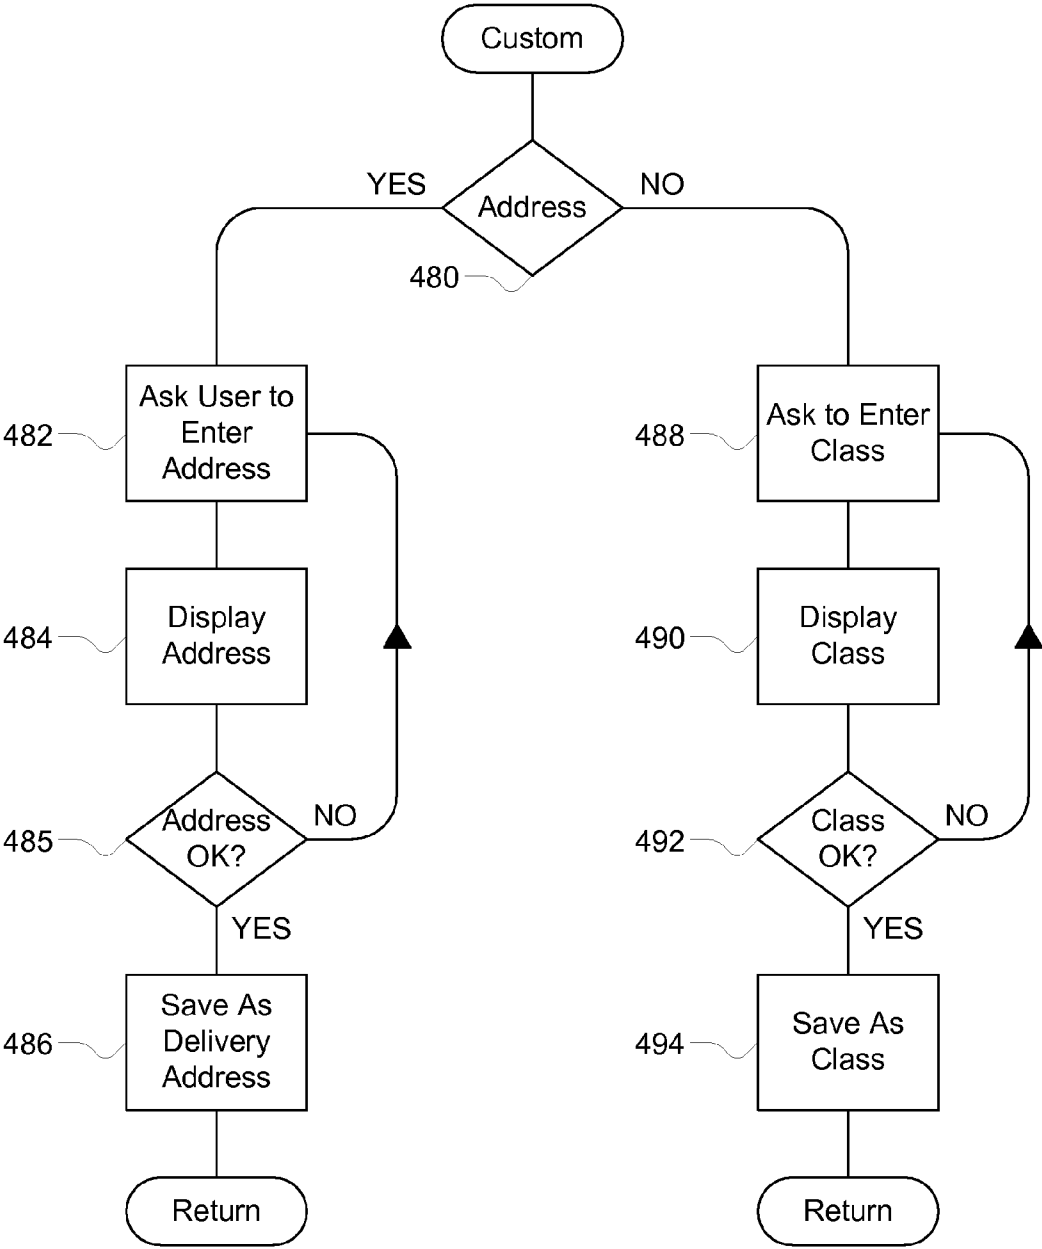 Custom
YES
NO
Address
480
Ask User to
Enter
Address
482
Ask to Enter
Class
488
Display
Address
484
Display
Class
490
Address
OK?
NO
485
Class
OK?
NO
492
YES
YES
Save As
Delivery
Address
486
Save As
Class
494
Return
Return